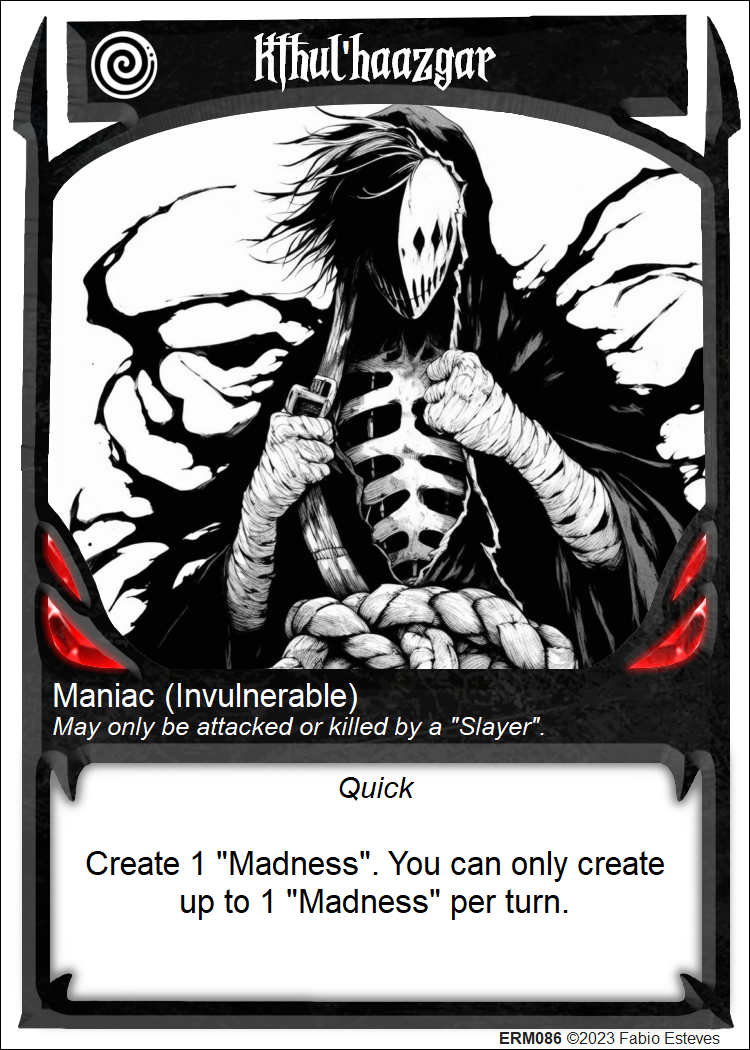 Kthul'haazgar
Maniac (Invulnerable)
May only be attacked or killed by a "Slayer".
Quick
Create 1 "Madness". You can only create
up to 1 "Madness" per turn.
ERM086 ©2023 Fabio Esteves